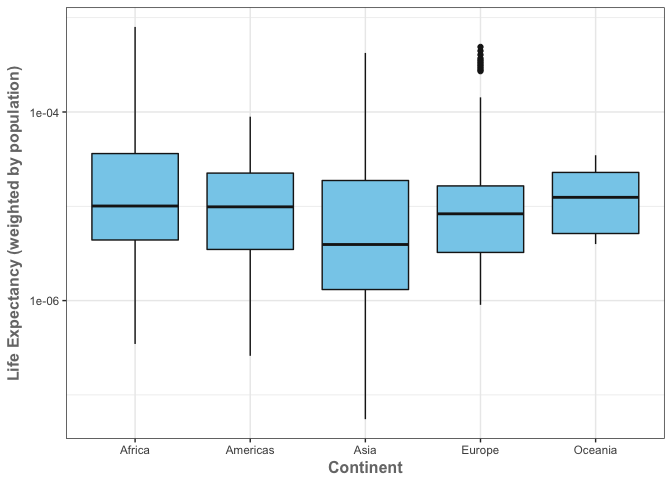 Life Expectancy (weighted by population)
1e-04
1e-06
Africa
Americas
Asia
Europe
Oceania
Continent